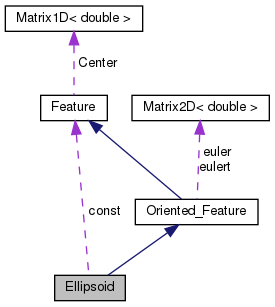 Matrix1D< double >
Center
Feature
Matrix2D< double >
euler
eulert
const
Oriented_Feature
Ellipsoid